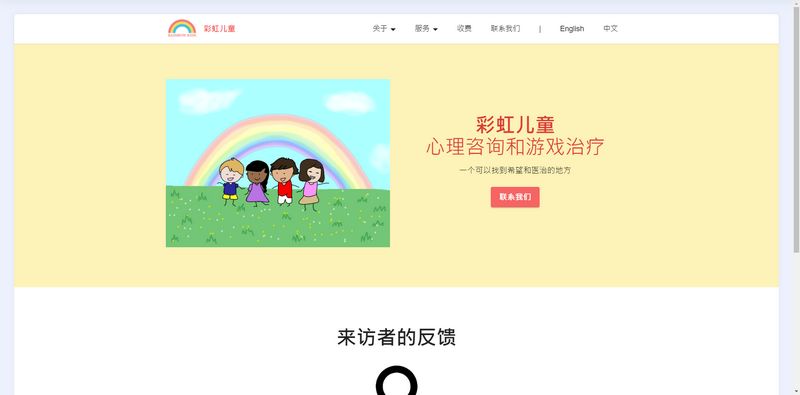 彩虹儿童
关于
服务
收费
联系我们
|
English
中文
彩虹儿童
心理咨询和游戏治疗
一个可以找到希望和医治的地方
联系我们
来访者的反馈